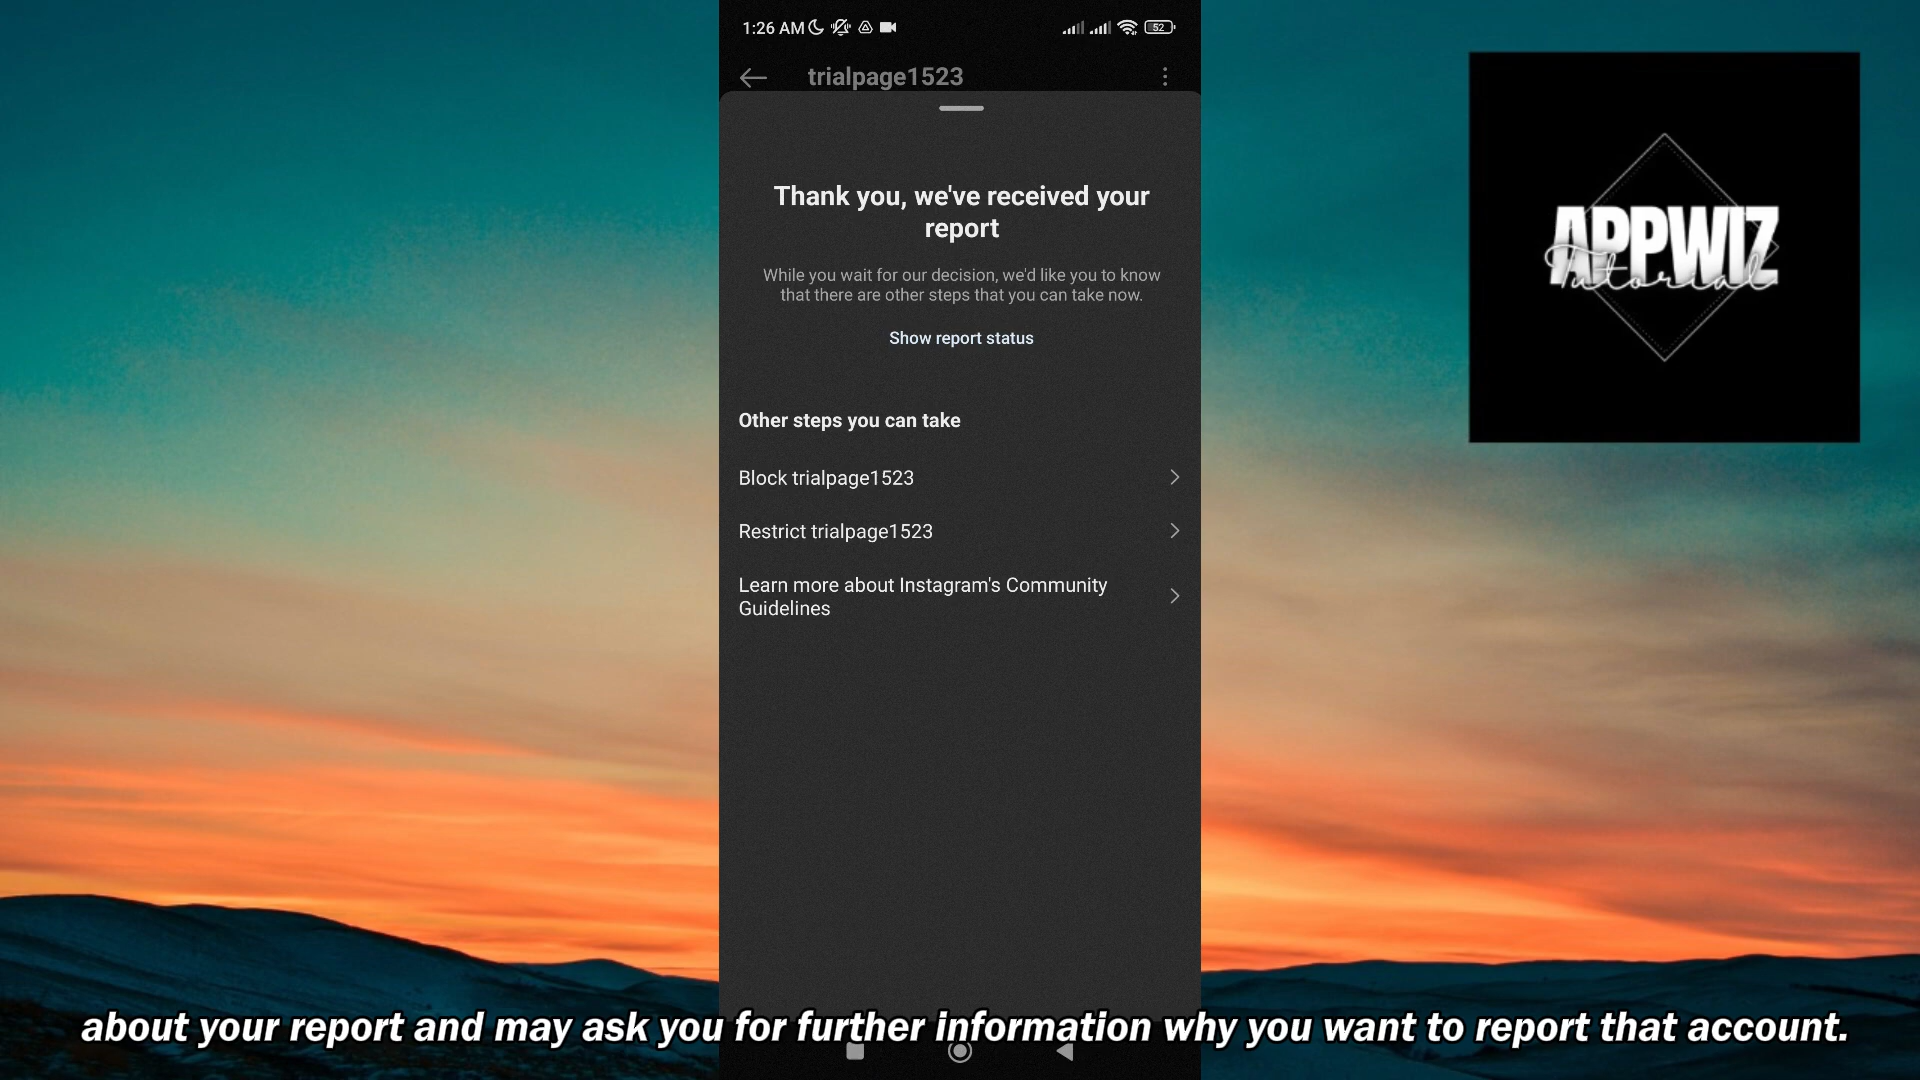 1:26 AM
52
trialpage1523
Thank you, we've received your
report
While you wait for our decision, we'd like you to know
that there are other steps that you can take now.
Show report status
Other steps you can take
Block trialpage1523
Restrict trialpage1523
Learn more about Instagram's Community
Guidelines
APPWIZ
Tutorial
about your report and may ask you for further information why you want to report that account.